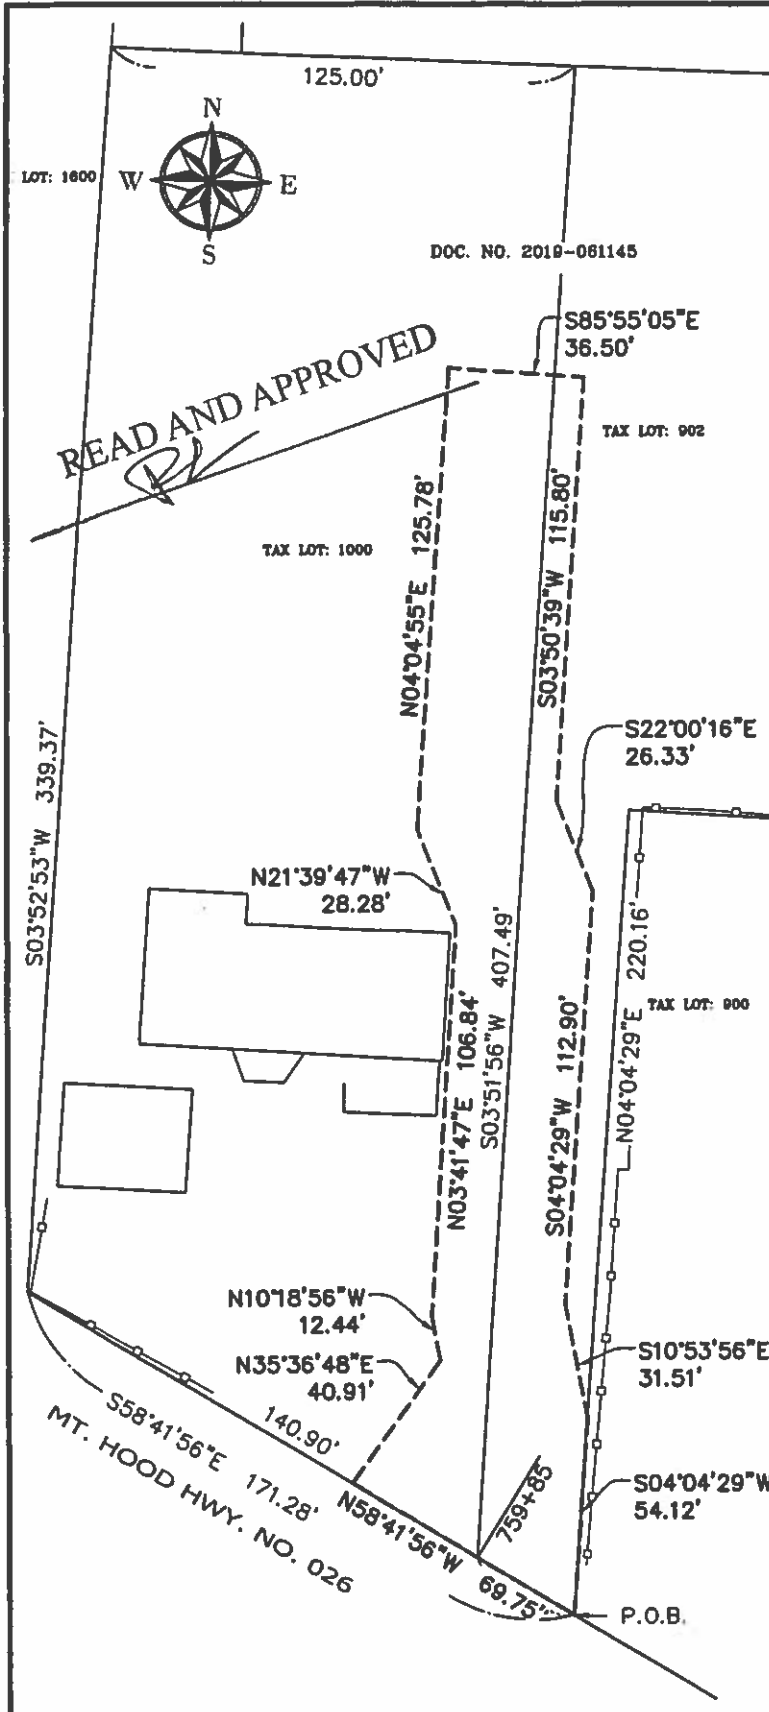 125.00'
N
W
E
S
LOT: 1600
DOC. NO. 2019-061145
S85°55'05"E
36.50'
READ AND APPROVED
TAX LOT: 902
TAX LOT: 1000
N04°04'55"E 125.78'
S03°50'39"W 115.80'
S22°00'16"E
26.33'
S03°52'53"W 339.37'
N21°39'47"W
28.28'
S03°51'56"W 407.49'
N04°04'29"E 220.16'
TAX LOT: 900
N03°41'47"E 106.84'
S04°04'29"W 112.90'
N10°18'56"W
12.44'
N35°36'48"E
40.91'
S10°53'56"E
31.51'
140.90'
S58°41'56"E 171.28'
MT. HOOD HWY. NO. 026
N58°41'56"W 69.75'
759+85
S04°04'29"W
54.12'
P.O.B.